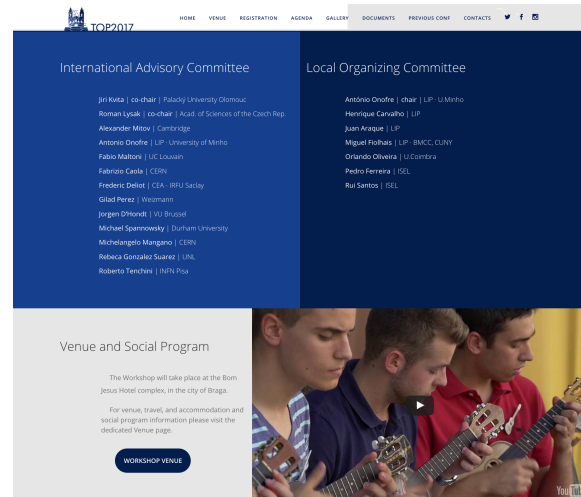 TOP2017
HOME VENUE REGISTRATION AGENDA GALLERY DOCUMENTS PREVIOUS CONF CONTACTS
International Advisory Committee
Jiri Kvita | co-chair | Palacký University Olomouc
Roman Lysak | co-chair | Acad. of Sciences of the Czech Rep.
Alexander Mitov | Cambridge
Antonio Onofre | LIP - University of Minho
Fabio Maltoni | UC Louvain
Fabrizio Caola | CERN
Frederic Deliot | CEA - IRFU Saclay
Gilad Perez | Weizmann
Jorgen D'Hondt | VU Brussel
Michael Spannowsky | Durham University
Michelangelo Mangano | CERN
Rebeca Gonzalez Suarez | UNL
Roberto Tenchini | INFN Pisa
Local Organizing Committee
António Onofre | chair | LIP - U.Minho
Henrique Carvalho | LIP
Juan Araque | LIP
Miguel Fiolhais | LIP - BMCC, CUNY
Orlando Oliveira | U.Coimbra
Pedro Ferreira | ISEL
Rui Santos | ISEL
Venue and Social Program
The Workshop will take place at the Bom
Jesus Hotel complex, in the city of Braga.
For venue, travel, and accommodation and
social program information please visit the
dedicated Venue page.
WORKSHOP VENUE